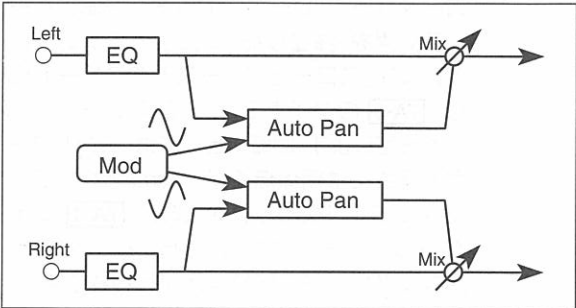 Left
EQ
Mix
Auto Pan
Mod
Auto Pan
Right
EQ
Mix